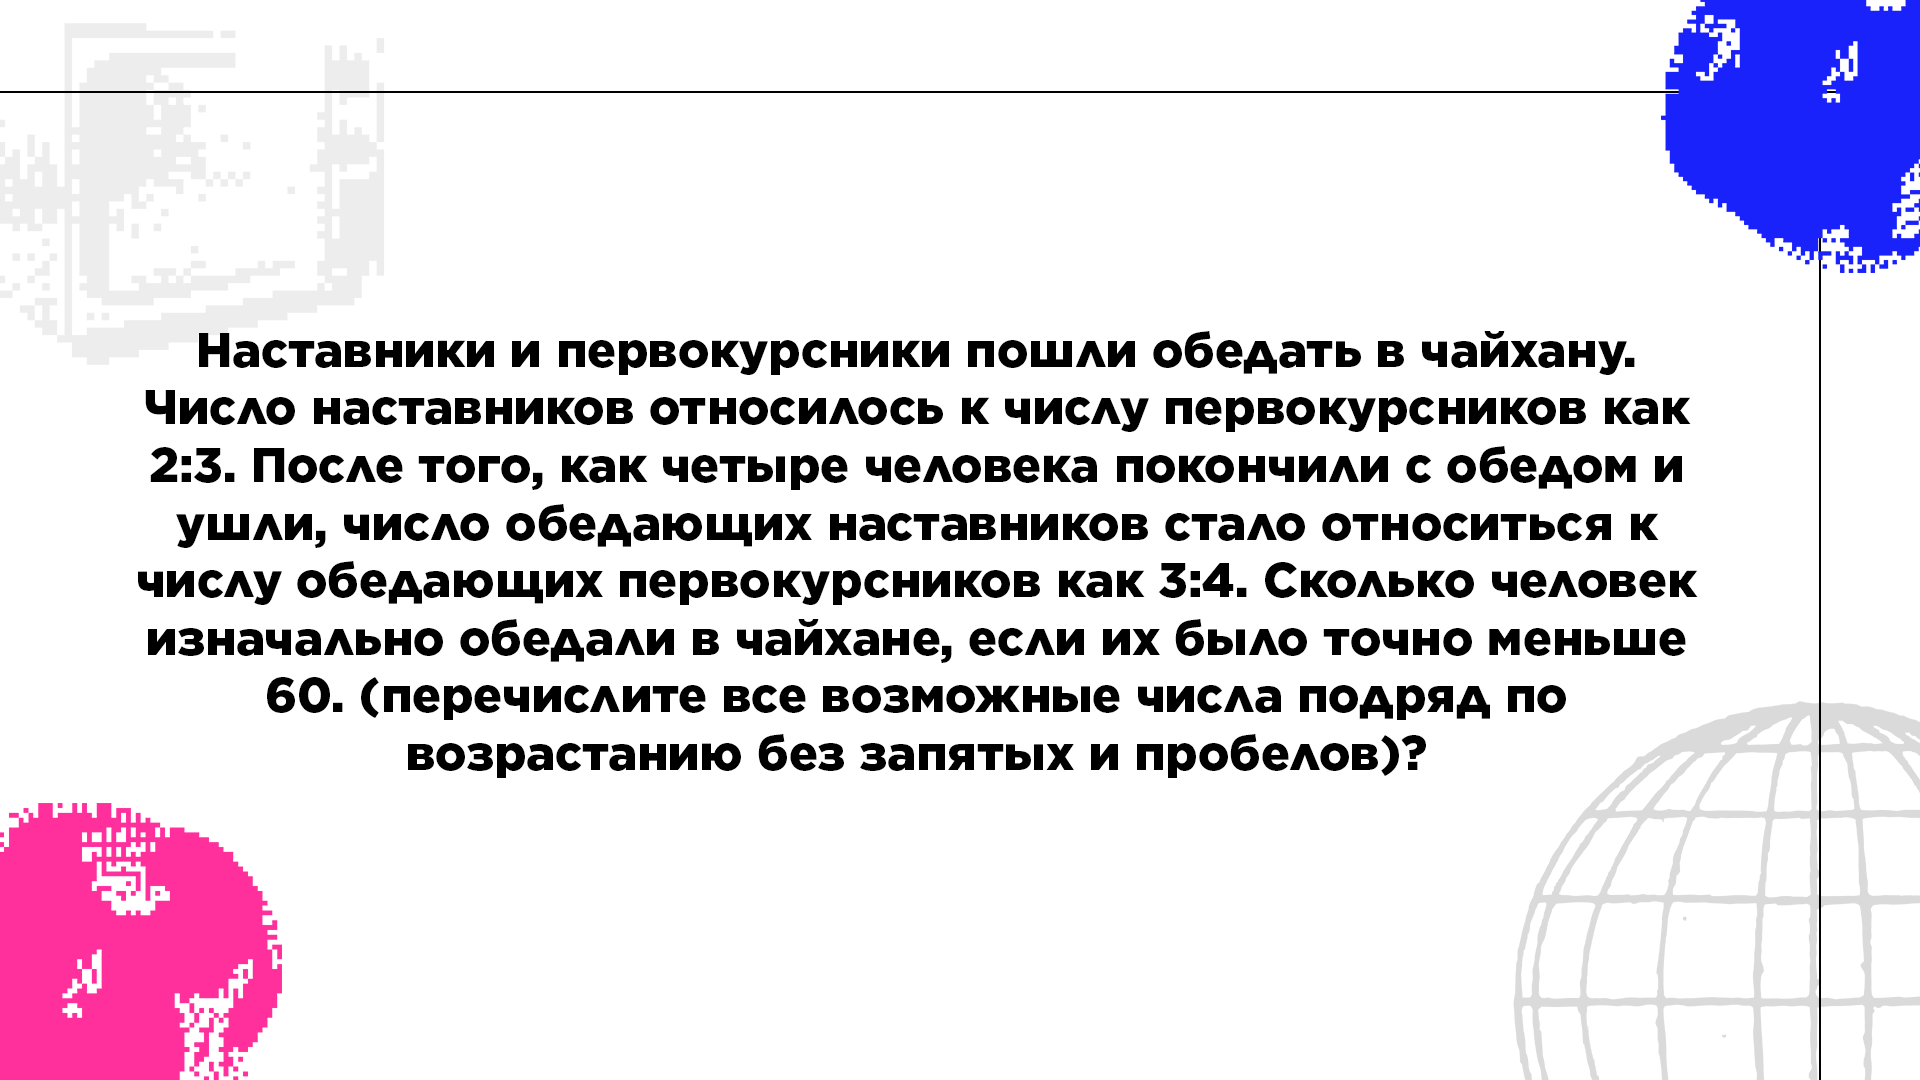 Наставники и первокурсники пошли обедать в чайхану.
Число наставников относилось к числу первокурсников как
2:3. После того, как четыре человека покончили с обедом и
ушли, число обедающих наставников стало относиться к
числу обедающих первокурсников как 3:4. Сколько человек
изначально обедали в чайхане, если их было точно меньше
60. (перечислите все возможные числа подряд по
возрастанию без запятых и пробелов)?